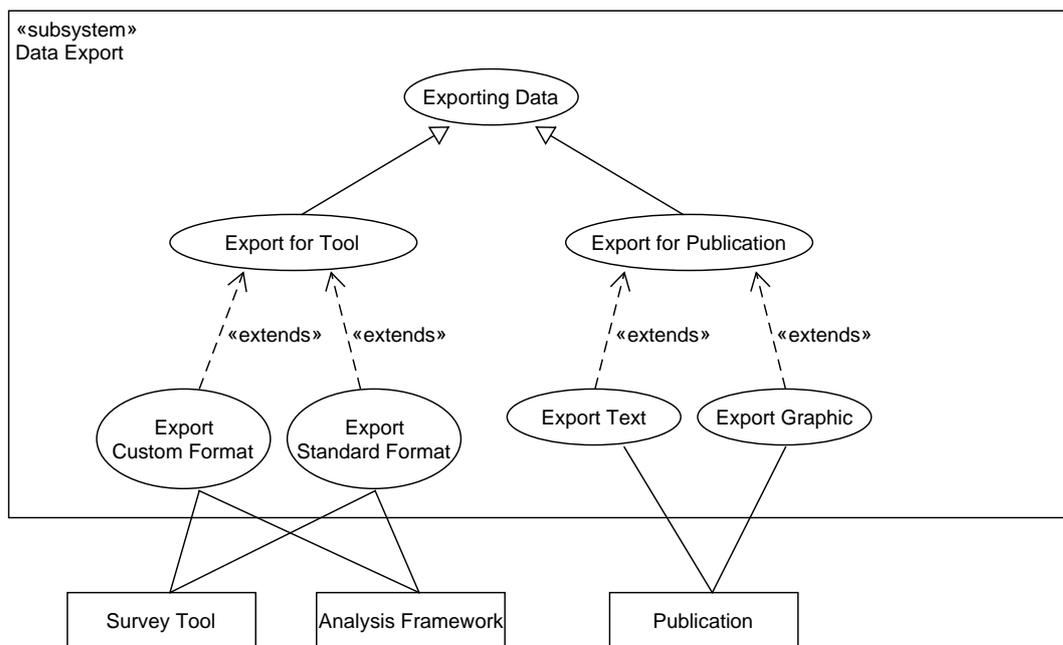 «subsystem»
Data Export
Exporting Data
Export for Tool
Export for Publication
«extends»
«extends»
«extends»
«extends»
Export
Custom Format
Export
Standard Format
Export Text
Export Graphic
Survey Tool
Analysis Framework
Publication